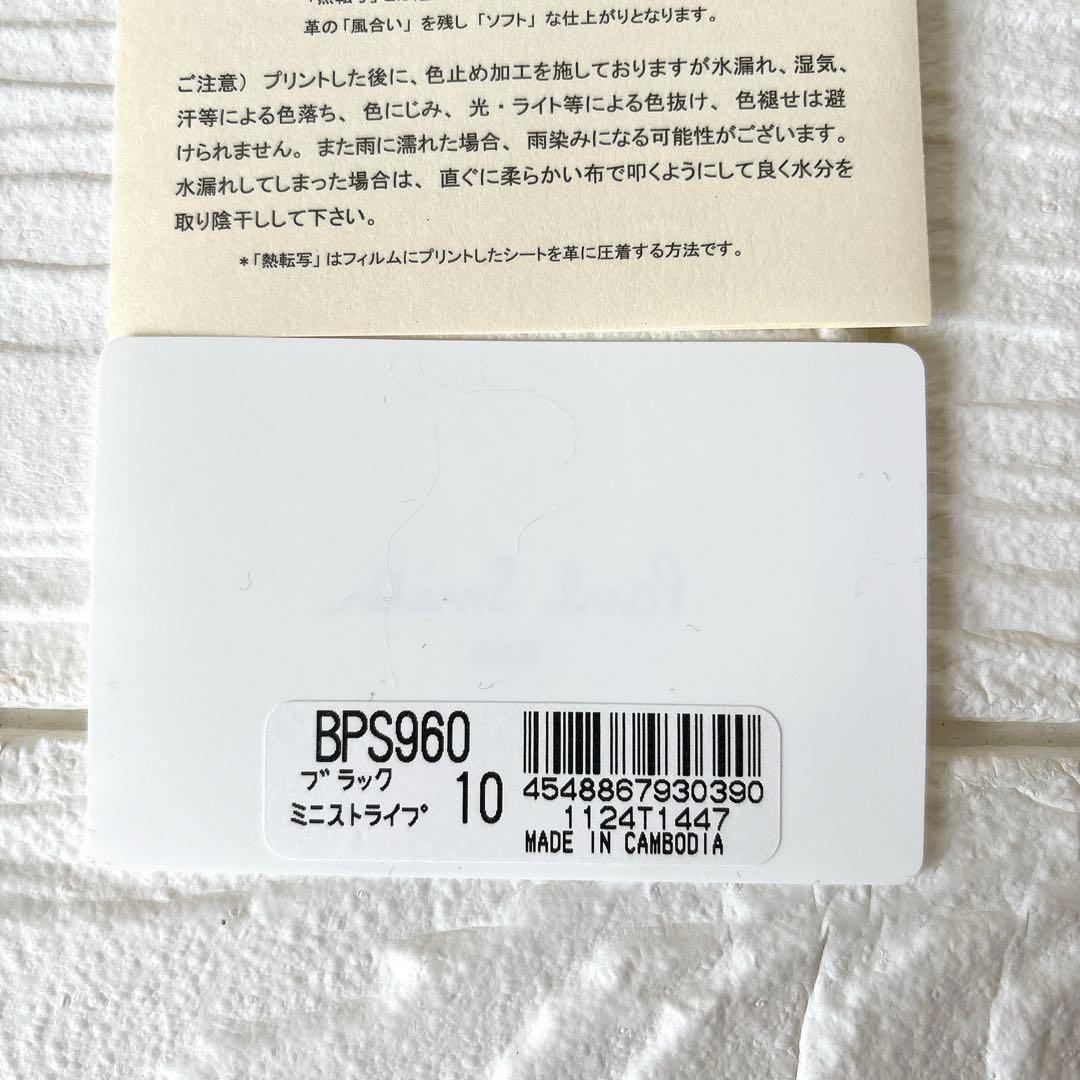 革の「風合い」を残し「ソフト」な仕上がりとなります。
ご注意）プリントした後に、色止め加工を施しておりますが水漏れ、湿気、
汗等による色落ち、色にじみ、光・ライト等による色抜け、色褪せは避
けられません。また雨に濡れた場合、雨染みになる可能性がございます。
水漏れしてしまった場合は、直ぐに柔らかい布で叩くようにして良く水分を
取り陰干しして下さい。
＊「熱転写」はフィルムにプリントしたシートを革に圧着する方法です。
Paul Smith
BAG
BPS960
ブラック
ミニストライプ 10
4548867930390
1124T1447
MADE IN CAMBODIA